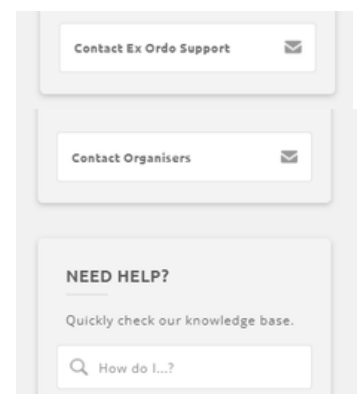 Contact Ex Ordo Support
Contact Organisers
NEED HELP?
Quickly check our knowledge base.
How do I...?